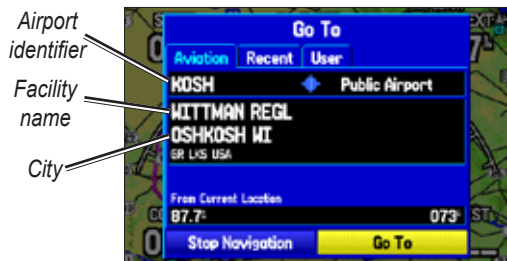 Airport identifier
Facility name
City
Go To
Aviation Recent User
KOSH Public Airport
WITTMAN REGL
OSHKOSH WI
GR LKS USA
From Current Location
87.7 073°
Stop Navigation Go To